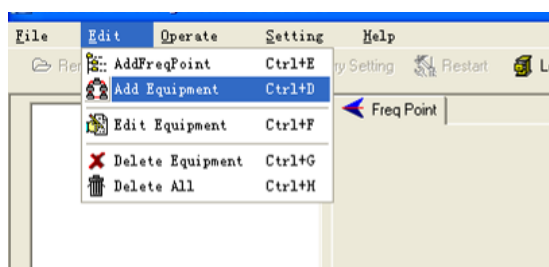 File Edit Operate Setting Help
Restart
AddFreqPoint Ctrl+E
Add Equipment Ctrl+D
Freq Point
Edit Equipment Ctrl+F
Delete Equipment Ctrl+G
Delete All Ctrl+H